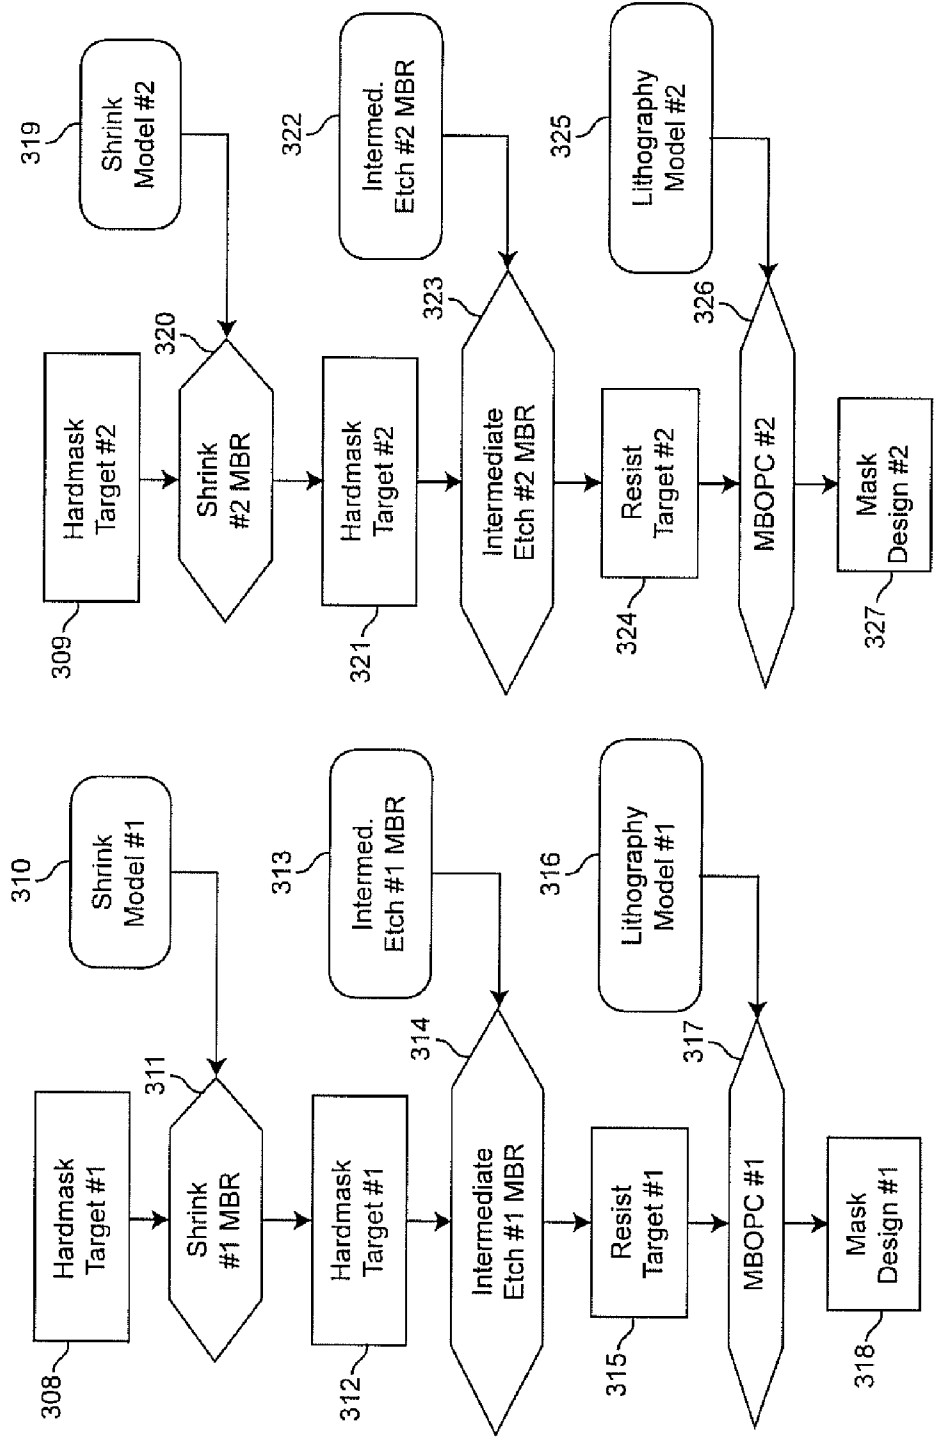 308
Hardmask
Target #1
310
Shrink
Model #1
311
Shrink
#1 MBR
312
Hardmask
Target #1
313
Intermed.
Etch #1 MBR
314
Intermediate
Etch #1 MBR
315
Resist
Target #1
316
Lithography
Model #1
317
MBOPC #1
318
Mask
Design #1
309
Hardmask
Target #2
319
Shrink
Model #2
320
Shrink
#2 MBR
321
Hardmask
Target #2
322
Intermed.
Etch #2 MBR
323
Intermediate
Etch #2 MBR
324
Resist
Target #2
325
Lithography
Model #2
326
MBOPC #2
327
Mask
Design #2